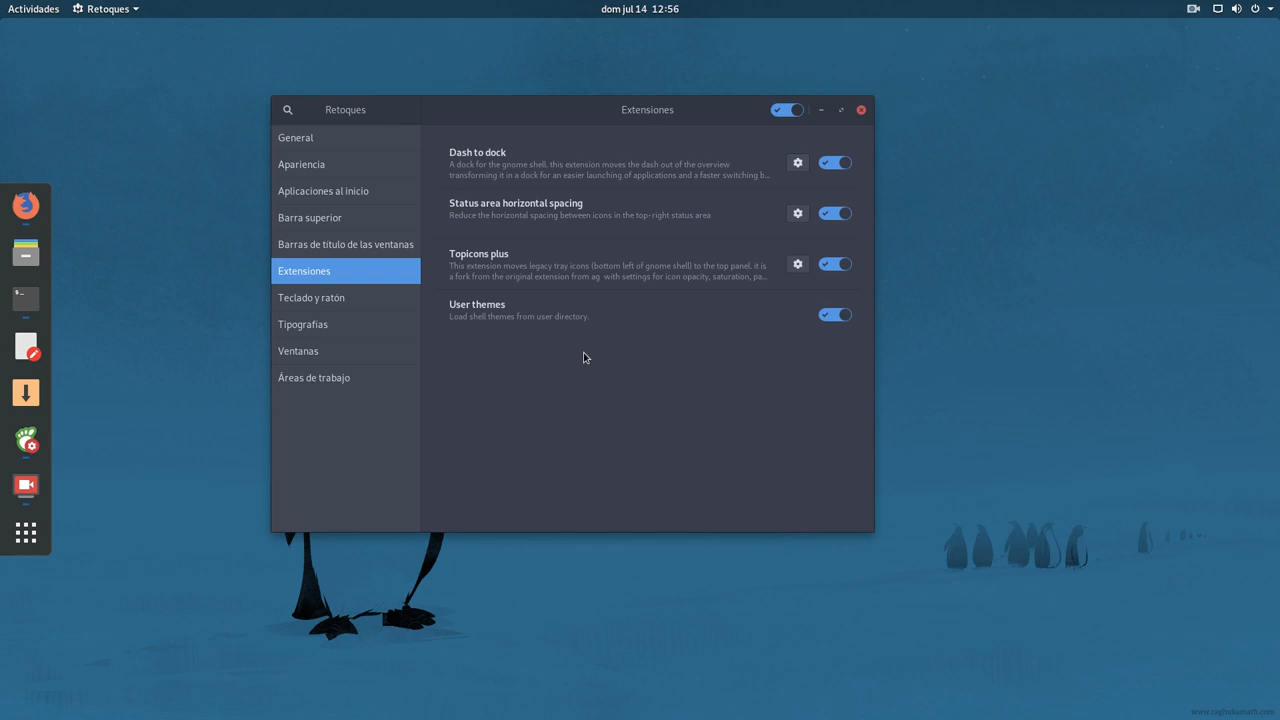 Actividades
Retoques
dom jul 14 12:56
Retoques
Extensiones
General
Apariencia
Aplicaciones al inicio
Barra superior
Barras de título de las ventanas
Extensiones
Teclado y ratón
Tipografías
Ventanas
Áreas de trabajo
Dash to dock
A dock for the gnome shell. this extension moves the dash out of the overview
transforming it in a dock for an easier launching of applications and a faster switching b...
Status area horizontal spacing
Reduce the horizontal spacing between icons in the top-right status area
Topicons plus
This extension moves legacy tray icons (bottom left of gnome shell) to the top panel. it is
a fork from the original extension from ag with settings for icon opacity, saturation, pa...
User themes
Load shell themes from user directory.